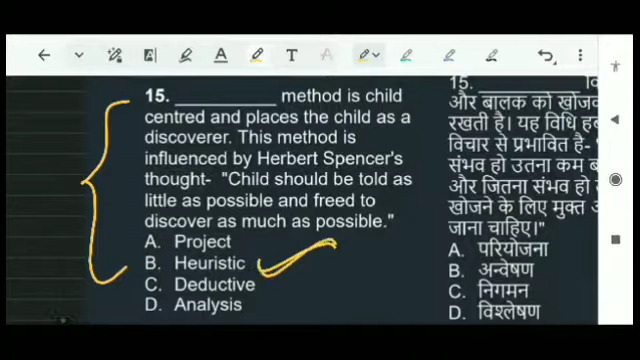 15. __________ method is child
centred and places the child as a
discoverer. This method is
influenced by Herbert Spencer's
thought- "Child should be told as
little as possible and freed to
discover as much as possible."
A. Project
B. Heuristic
C. Deductive
D. Analysis
15. __________
और बालक को
रखती है। यह विधि
विचार से प्रभावित है-
संभव हो उतना कम
और जितना संभव हो
खोजने के लिए मुक्त
जाना चाहिए।"
A. परियोजना
B. अन्वेषण
C. निगमन
D. विश्लेषण